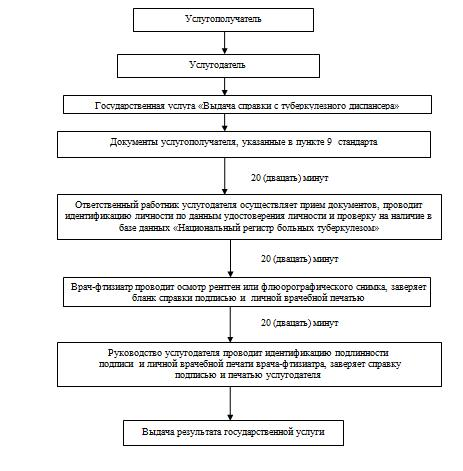 Услугополучатель
Услугодатель
Государственная услуга «Выдача справки с туберкулезного диспансера»
Документы услугополучателя, указанные в пункте 9 стандарта
20 (двацать) минут
Ответственный работник услугодателя осуществляет прием документов, проводит
идентификацию личности по данным удостоверения личности и проверку на наличие в
базе данных «Национальный регистр больных туберкулезом»
20 (двацать) минут
Врач-фтизиатр проводит осмотр рентген или флюорографического снимка, заверяет
бланк справки подписью и личной врачебной печатью
20 (двацать) минут
Руководство услугодателя проводит идентификацию подлинности
подписи и личной врачебной печати врача-фтизиатра, заверяет справку
подписью и печатью услугодателя
Выдача результата государственной услуги